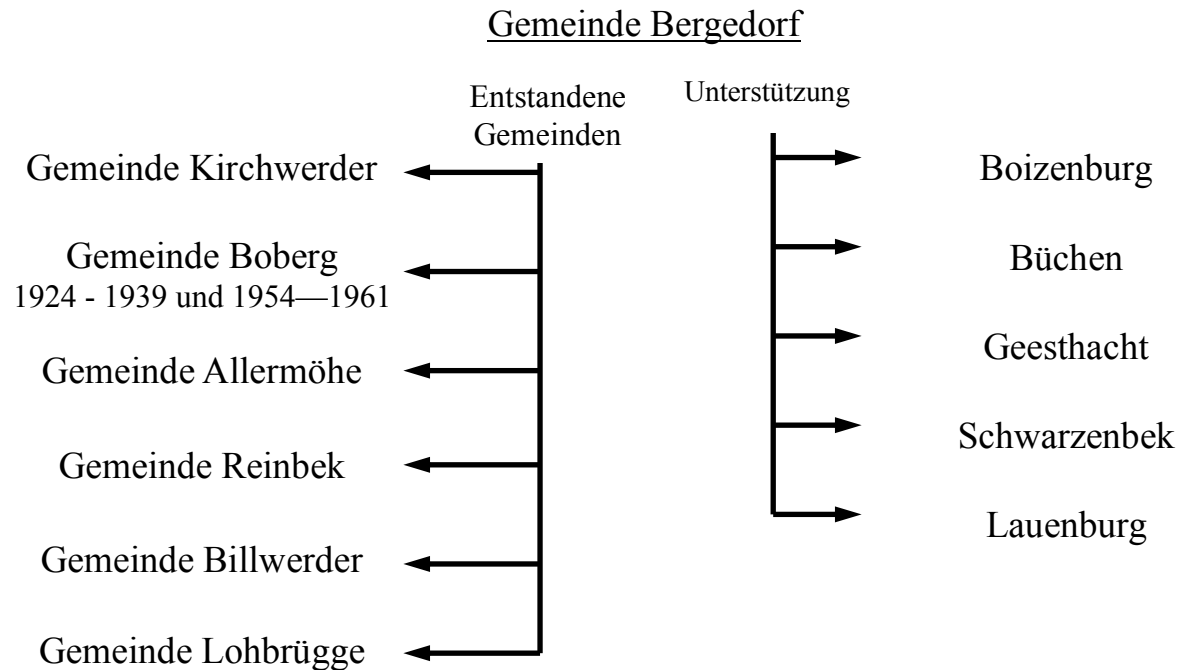 Gemeinde Bergedorf
Entstandene
Gemeinden
Gemeinde Kirchwerder
Gemeinde Boberg
1924 - 1939 und 1954—1961
Gemeinde Allermöhe
Gemeinde Reinbek
Gemeinde Billwerder
Gemeinde Lohbrügge
Unterstützung
Boizenburg
Büchen
Geesthacht
Schwarzenbek
Lauenburg